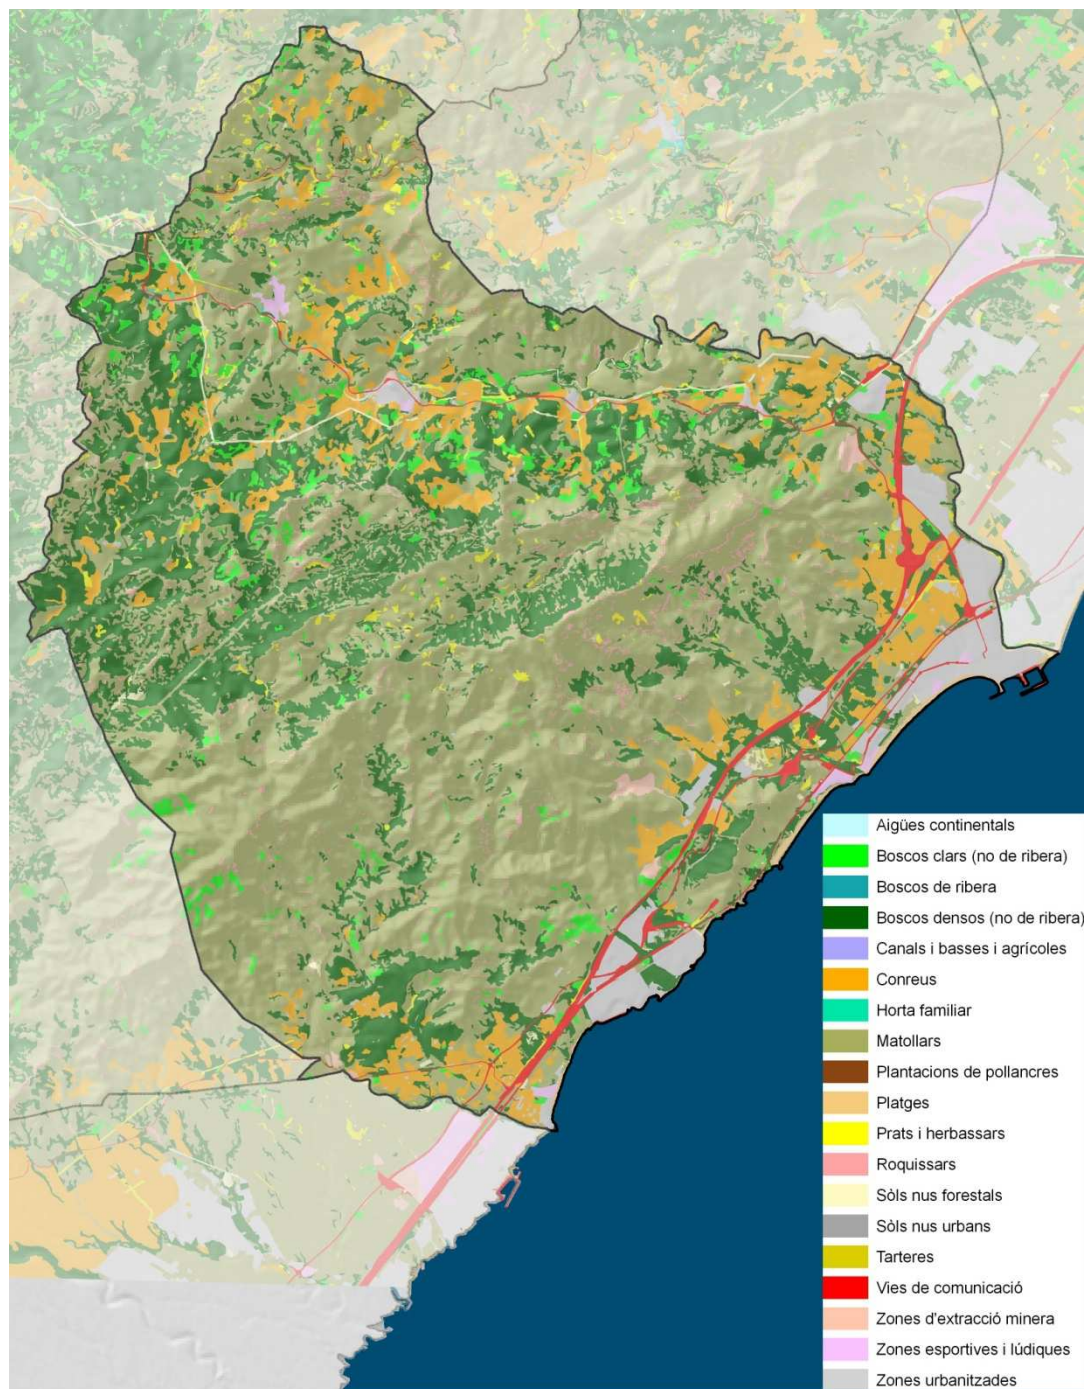 Aigües continentals
Boscos clars (no de ribera)
Boscos de ribera
Boscos densos (no de ribera)
Canals i basses i agrícoles
Conreus
Horta familiar
Matollars
Plantacions de pollancres
Platges
Prats i herbassars
Roquissars
Sòls nus forestals
Sòls nus urbans
Tarteres
Vies de comunicació
Zones d'extracció minera
Zones esportives i lúdiques
Zones urbanitzades